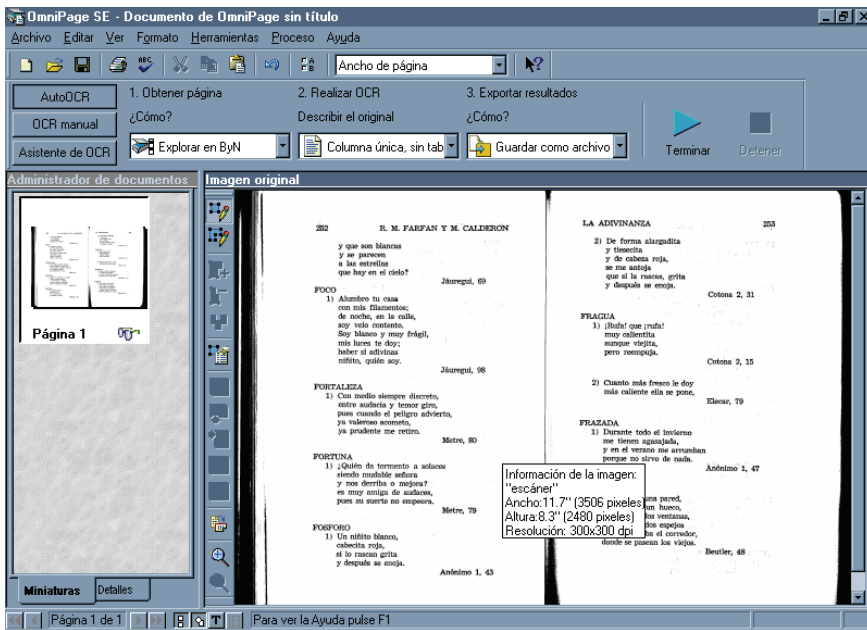 OmniPage SE - Documento de OmniPage sin título
Archivo Editar Ver Formato Herramientas Proceso Ayuda
Ancho de página
AutoOCR
OCR manual
Asistente de OCR
1. Obtener página
¿Cómo?
Explorar en ByN
2. Realizar OCR
Describir el original
Columna única, sin tab
3. Exportar resultados
¿Cómo?
Guardar como archivo
Terminar
Detener
Administrador de documentos
Página 1
Miniaturas
Detalles
Imagen original
252 R. M. FARFAN Y M. CALDERON
y que son blancas
y se parecen
a las estrellas
que hay en el cielo?
Jáuregui, 69
FOCO
1) Alumbro tu casa
con mis filamentos;
de noche, en la calle,
soy velo contento.
Soy blanco y muy frágil,
mis luces te doy;
haber si adivinas
niñito, quién soy.
Jáuregui, 98
FORTALEZA
1) Con medio siempre discreto,
entre audacia y temor giro,
pues cuando el peligro advierto,
ya valeroso acometo,
ya prudente me retiro.
Metre, 80
FORTUNA
1) ¿Quién da tormento a solaces
siendo mudable señora
y nos derriba o mejora?
es muy amiga de audaces,
pues su suerte no empeora.
Metre, 79
FOSFORO
1) Un niñito blanco,
cabecita roja,
si lo rascan grita
y después se enoja.
Anónimo 1, 43
LA ADIVINANZA 253
2) De forma alargadita
y tiesecita
y de cabeza roja,
se me antoja
que si la rascas, grita
y después se enoja.
Cotona 2, 31
FRAGUA
1) ¡Rufa! que ¡rufa!
muy calientita
aunque viejita,
pero reempuja.
Cotona 2, 15
2) Cuanto más fresco le doy
más caliente ella se pone,
Elecar, 79
FRAZADA
1) Durante todo el invierno
me tienen agasajada,
y en el verano me arrumban
porque no sirvo de nada.
Anónimo 1, 47
una pared,
un hueco,
dos ventanas,
dos espejos
ba el corredor,
donde se pasean los viejos.
Beutler, 48
Información de la imagen:
"escáner"
Ancho:11.7" (3506 pixeles)
Altura:8.3" (2480 pixeles)
Resolución: 300x300 dpi
Página 1 de 1
T
Para ver la Ayuda pulse F1